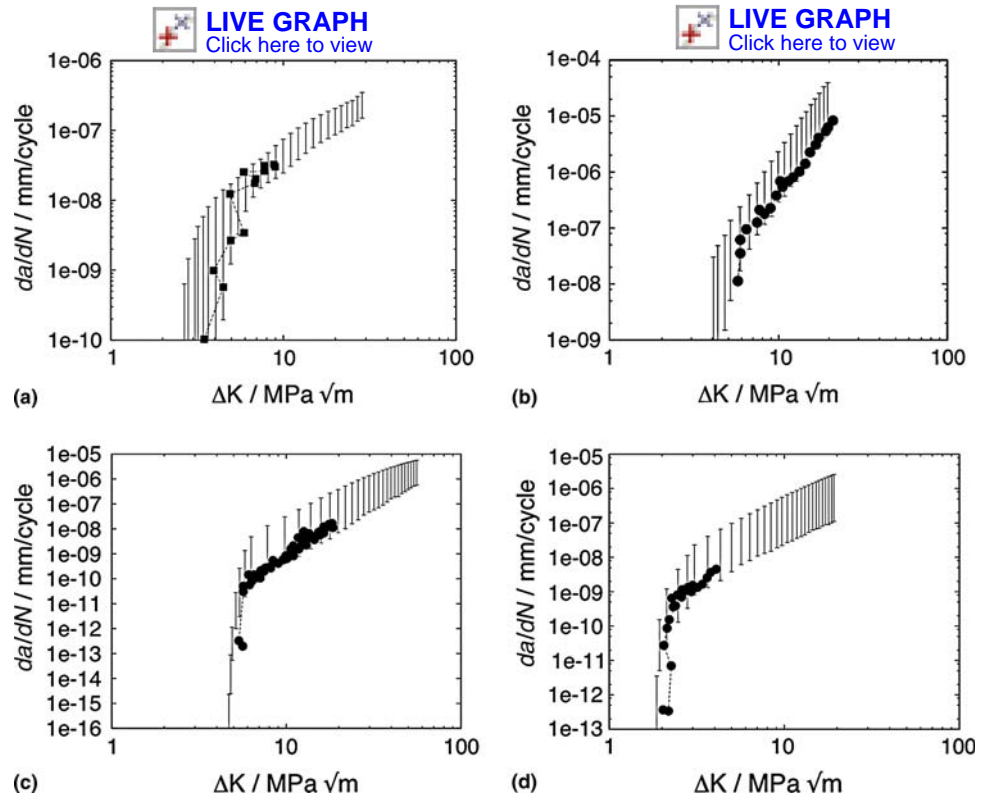 LIVE GRAPH
Click here to view
LIVE GRAPH
Click here to view
1e-06
1e-07
1e-08
1e-09
1e-10
da/dN / mm/cycle
1 10 100
(a) ΔK / MPa √m
1e-04
1e-05
1e-06
1e-07
1e-08
1e-09
da/dN / mm/cycle
1 10 100
(b) ΔK / MPa √m
1e-05
1e-06
1e-07
1e-08
1e-09
1e-10
1e-11
1e-12
1e-13
1e-14
1e-15
1e-16
da/dN / mm/cycle
1 10 100
(c) ΔK / MPa √m
1e-05
1e-06
1e-07
1e-08
1e-09
1e-10
1e-11
1e-12
1e-13
da/dN / mm/cycle
1 10 100
(d) ΔK / MPa √m